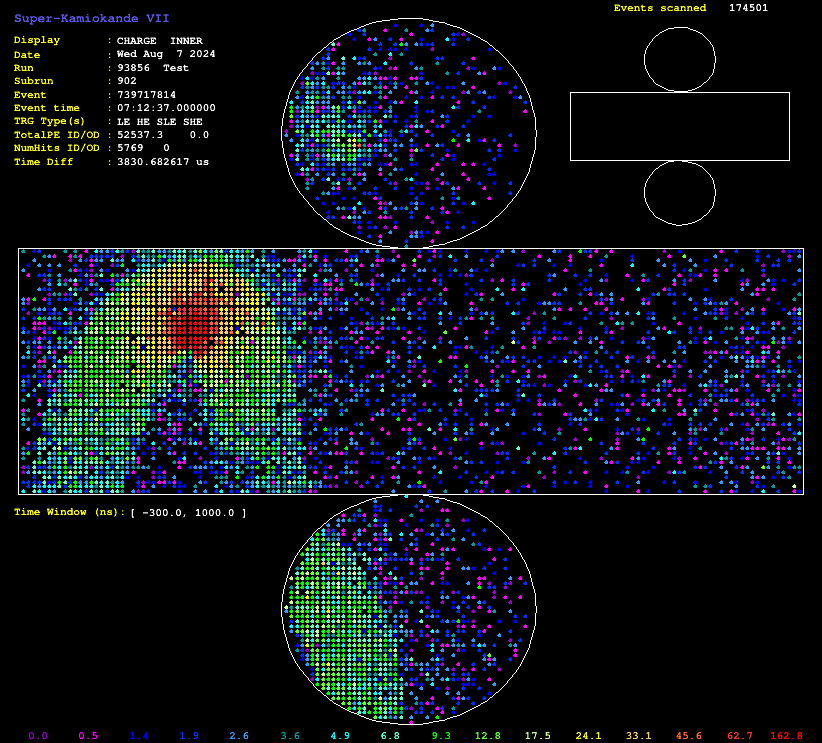 Super-Kamiokande VII
Events scanned 174501
Display : CHARGE INNER
Date : Wed Aug 7 2024
Run : 93856 Test
Subrun : 902
Event : 739717814
Event time : 07:12:37.000000
TRG Type(s) : LE HE SLE SHE
TotalPE ID/OD : 52537.3 0.0
NumHits ID/OD : 5769 0
Time Diff : 3830.682617 us
Time Window (ns): [ -300.0, 1000.0 ]
0.0 0.5 1.4 1.9 2.6 3.6 4.9 6.8 9.3 12.8 17.5 24.1 33.1 45.6 62.7 162.8